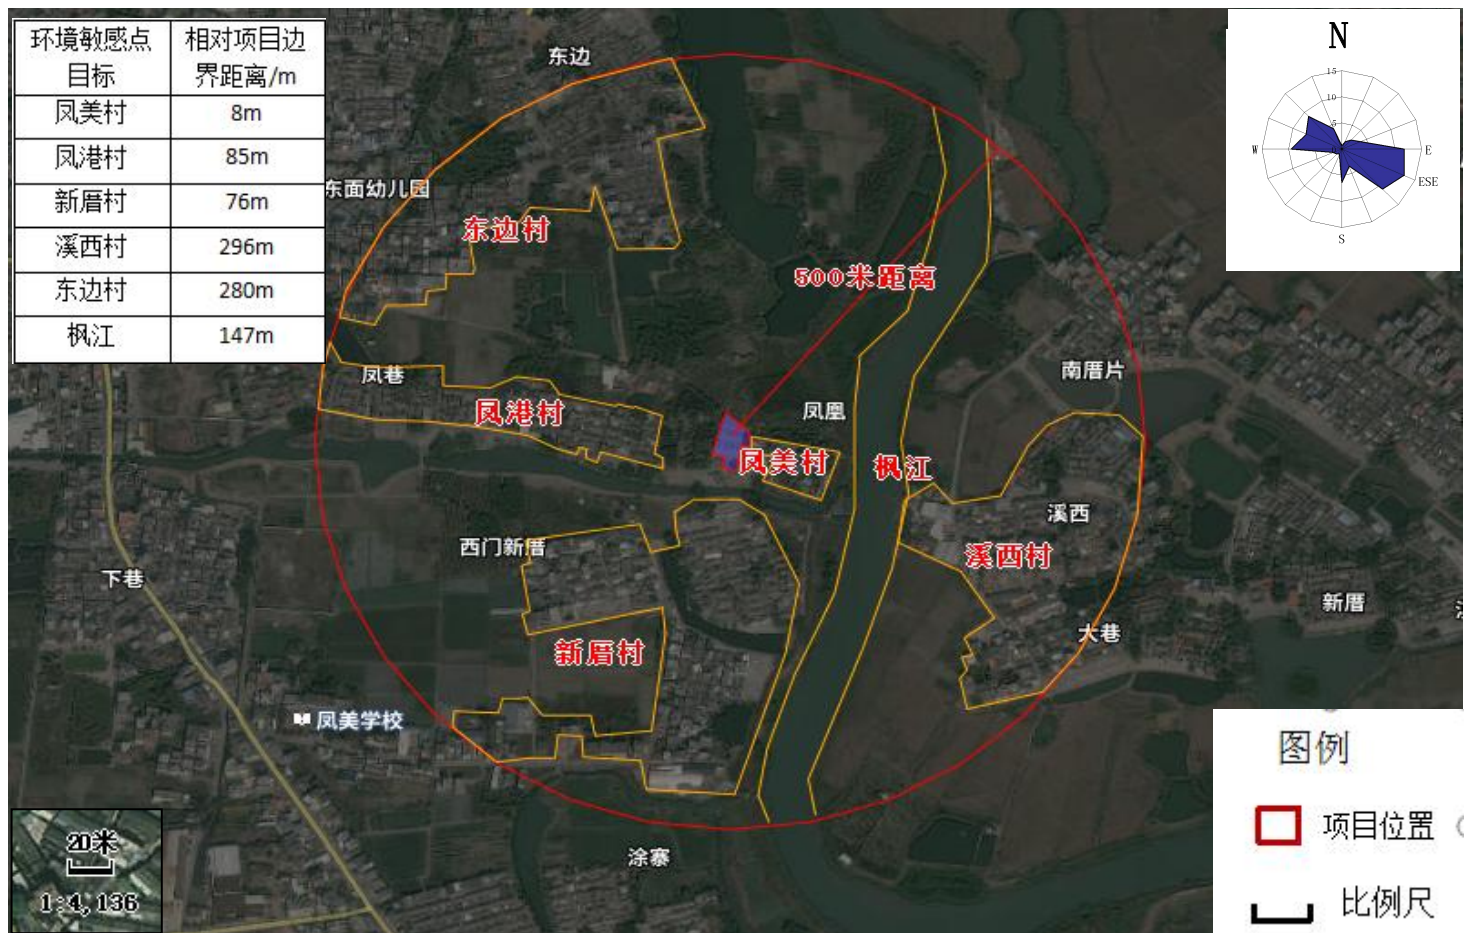 环境敏感点
目标
相对项目边
界距离/m
凤美村
8m
凤港村
85m
新厝村
76m
溪西村
296m
东边村
280m
枫江
147m
N
15
10
5
0
W
E
ESE
S
东边
东面幼儿园
东边村
500米距离
凤巷
凤港村
凤凰
南厝片
凤美村
枫江
溪西
溪西村
西门新厝
下巷
新厝
大巷
新厝村
凤美学校
涂寨
20米
1:4,136
图例
项目位置
比例尺